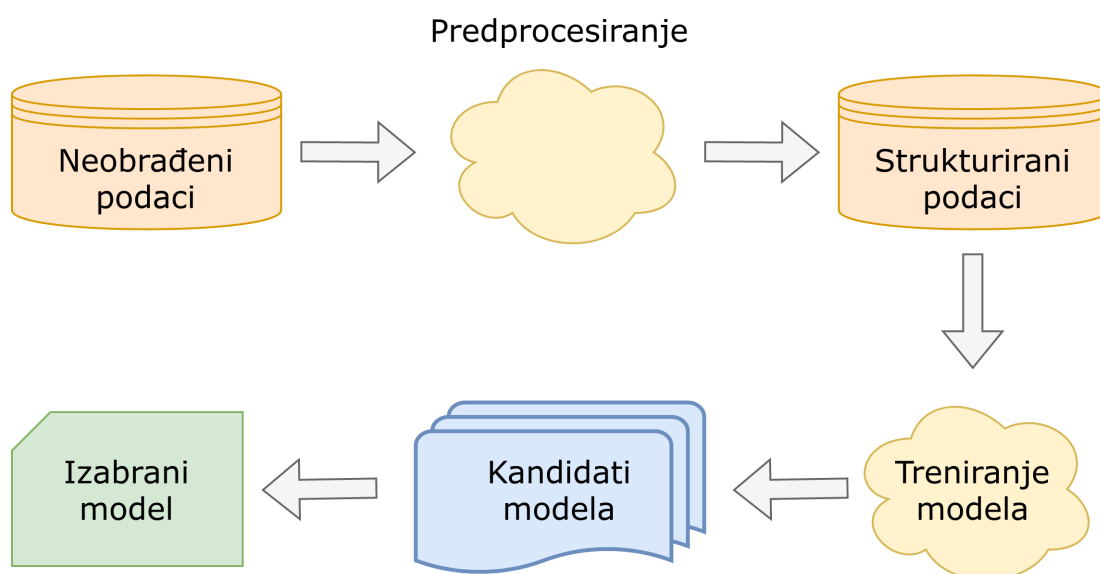 Predprocesiranje
Neobrađeni
podaci
Strukturirani
podaci
Treniranje
modela
Kandidati
modela
Izabrani
model